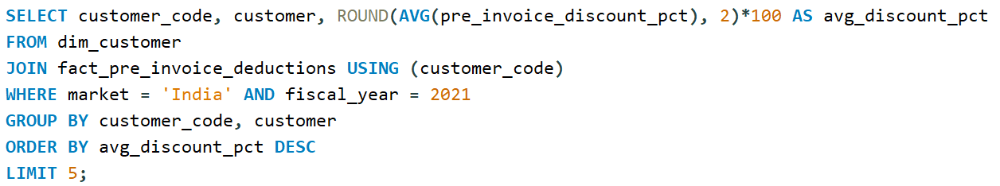 SELECT customer_code, customer, ROUND(AVG(pre_invoice_discount_pct), 2)*100 AS avg_discount_pct
FROM dim_customer
JOIN fact_pre_invoice_deductions USING (customer_code)
WHERE market = 'India' AND fiscal_year = 2021
GROUP BY customer_code, customer
ORDER BY avg_discount_pct DESC
LIMIT 5;